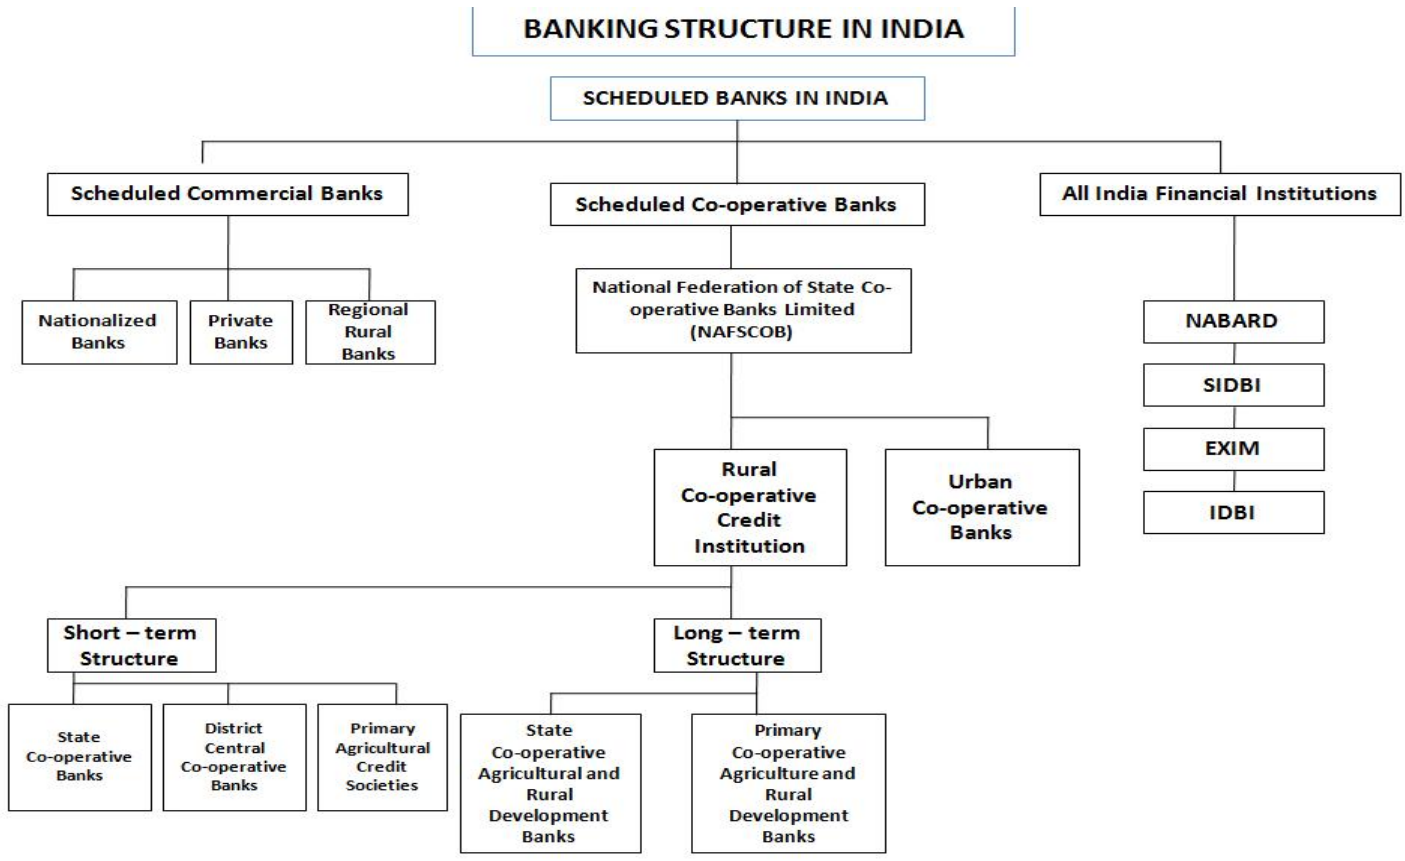 BANKING STRUCTURE IN INDIA
SCHEDULED BANKS IN INDIA
Scheduled Commercial Banks
Scheduled Co-operative Banks
All India Financial Institutions
Nationalized
Banks
Private
Banks
Regional
Rural
Banks
National Federation of State Co-
operative Banks Limited
(NAFSCOB)
NABARD
SIDBI
EXIM
IDBI
Rural
Co-operative
Credit
Institution
Urban
Co-operative
Banks
Short – term
Structure
Long – term
Structure
State
Co-operative
Banks
District
Central
Co-operative
Banks
Primary
Agricultural
Credit
Societies
State
Co-operative
Agricultural and
Rural
Development
Banks
Primary
Co-operative
Agriculture and
Rural
Development
Banks